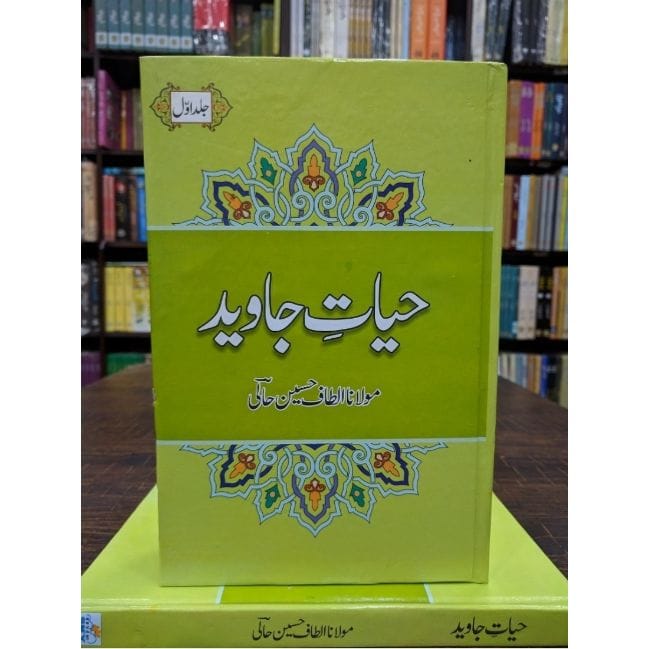 جلد اوّل
حیاتِ جاوید
مولانا الطاف حسین حالیؔ
حیاتِ جاوید مولانا الطاف حسین حالیؔ